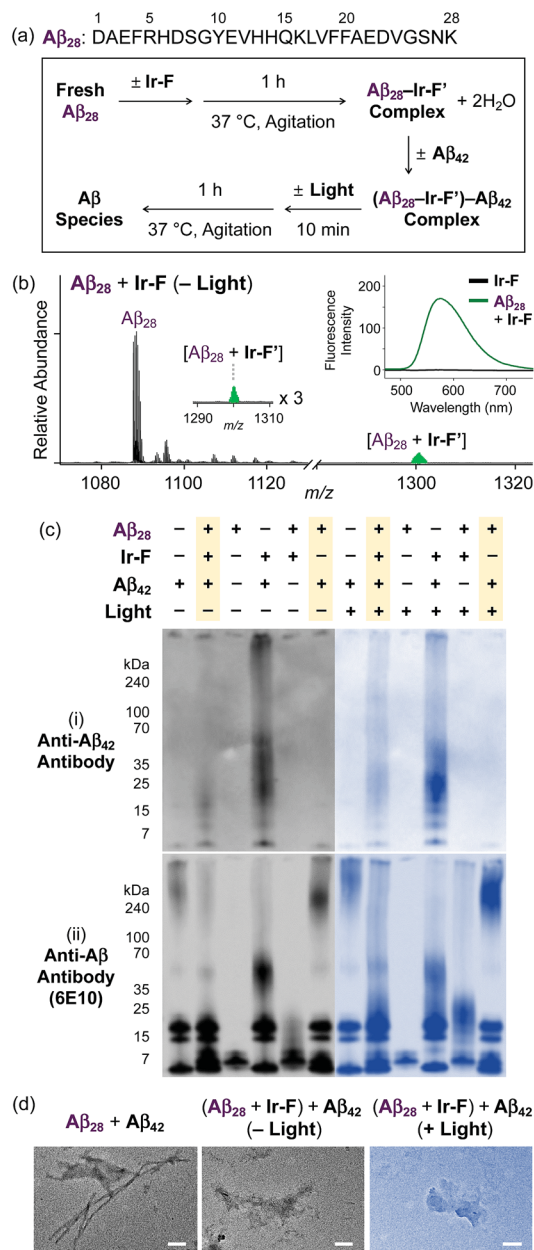 1 5 10 15 20 28
(a) Aβ28: DAEFRHDSGYEVHHQKLVFFAEDVGSNK
Fresh Aβ28
± Ir-F
1 h
37 °C, Agitation
Aβ28–Ir-F' Complex + 2H2O
± Aβ42
(Aβ28–Ir-F')–Aβ42 Complex
± Light
10 min
1 h
37 °C, Agitation
Aβ Species
(b) Aβ28 + Ir-F (– Light)
Relative Abundance
Aβ28
[Aβ28 + Ir-F']
x 3
1290 1310
m/z
Fluorescence Intensity
200
100
0
Ir-F
Aβ28 + Ir-F
500 600 700
Wavelength (nm)
[Aβ28 + Ir-F']
1080 1100 1120 1300 1320
m/z
(c)
Aβ28 – + + – + + – + + – + +
Ir-F – + – + + – – + – + + –
Aβ42 + + – + – + + + – + – +
Light – – – – – – + + + + + +
(i)
Anti-Aβ42
Antibody
kDa
240
100
70
35
25
15
7
(ii)
Anti-Aβ
Antibody
(6E10)
kDa
240
100
70
35
25
15
7
(d)
Aβ28 + Aβ42
(Aβ28 + Ir-F) + Aβ42
(– Light)
(Aβ28 + Ir-F) + Aβ42
(+ Light)